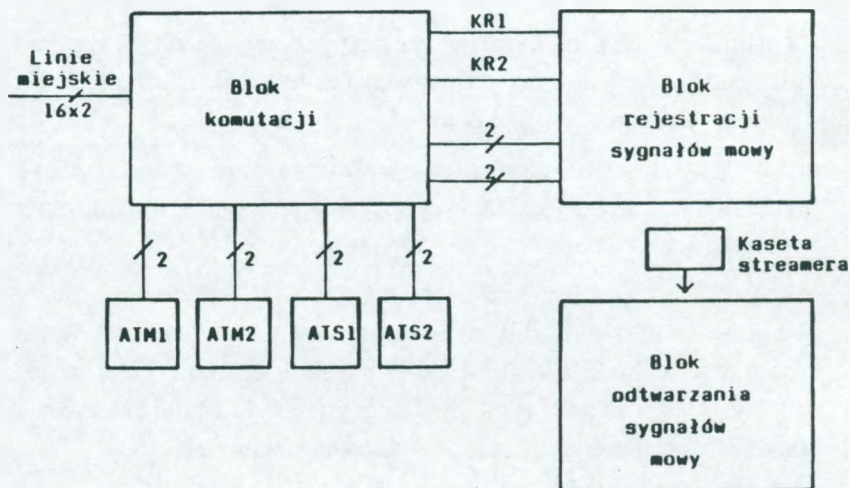 KR1
Linie
miejskie
16x2
Blok
komutacji
KR2
2
2
Blok
rejestracji
sygnałów mowy
2
2
2
2
Kaseta
streamera
ATM1
ATM2
ATS1
ATS2
Blok
odtwarzania
sygnałów
mowy